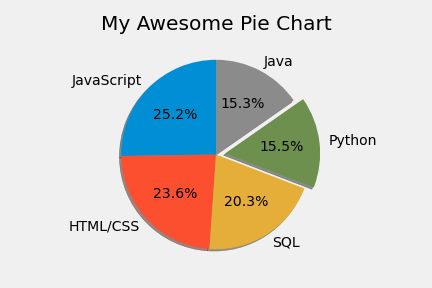 My Awesome Pie Chart
Java
JavaScript
15.3%
25.2%
Python
15.5%
23.6%
20.3%
HTML/CSS
SQL